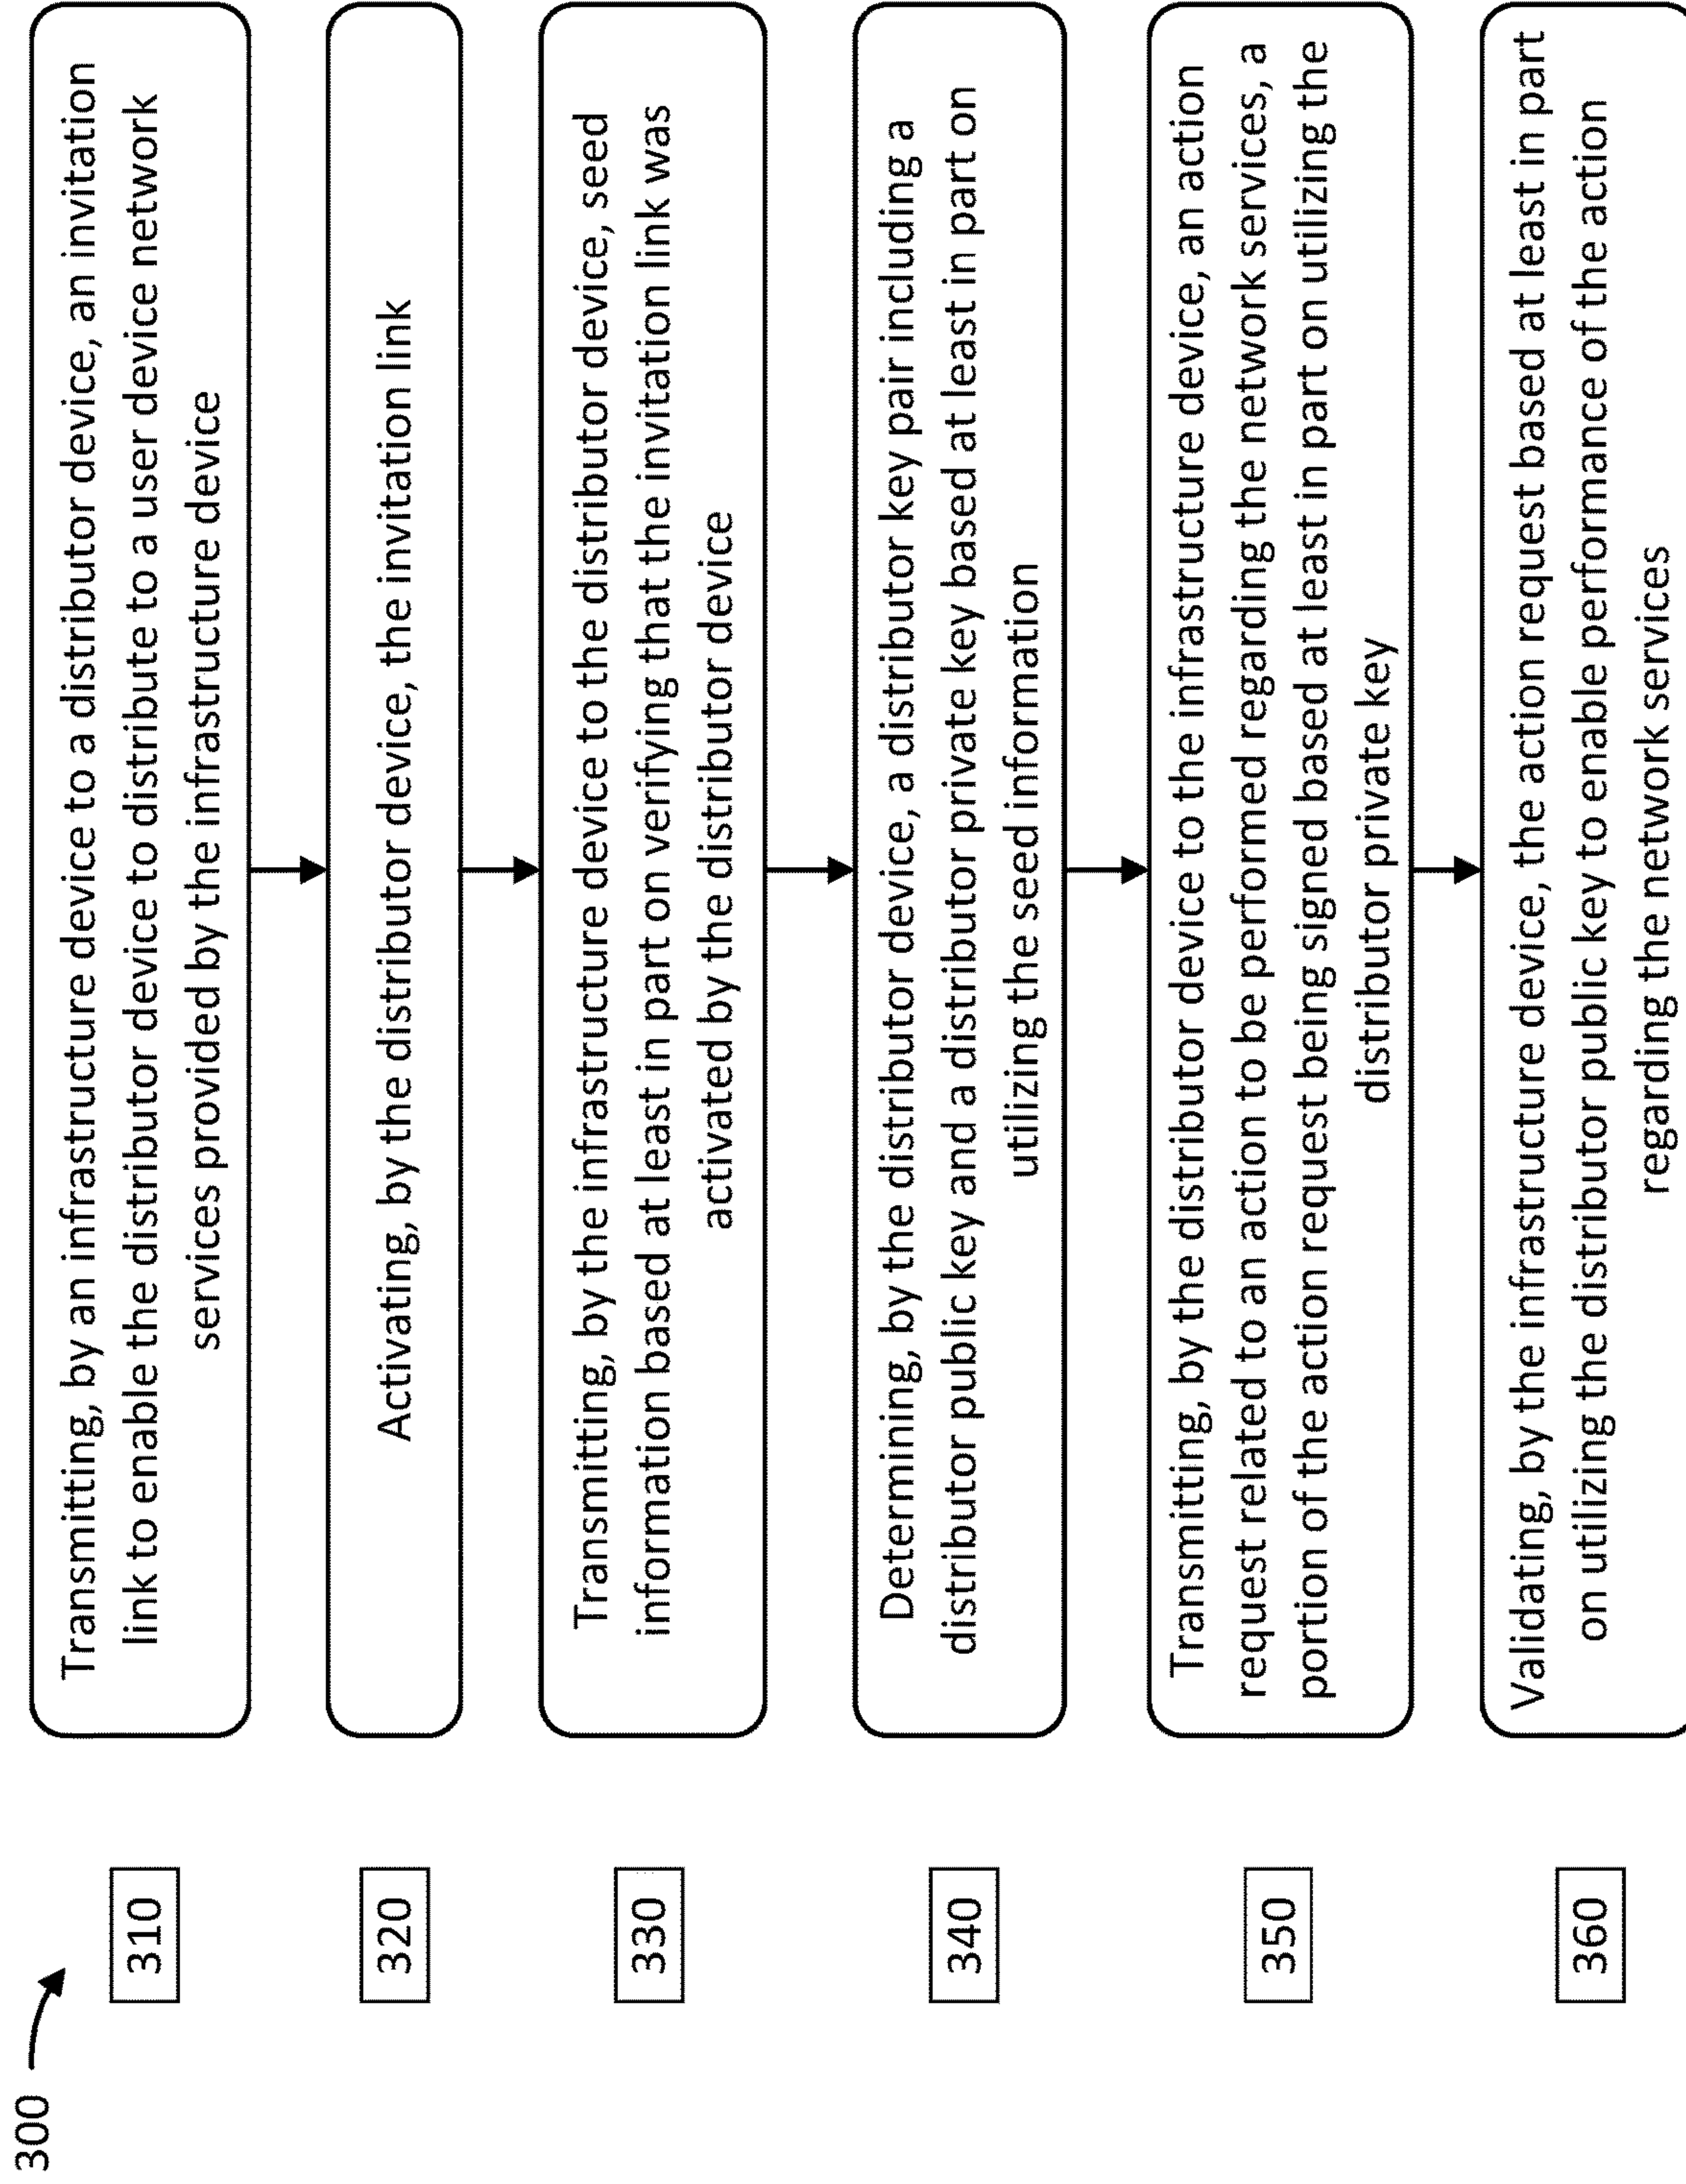 300
310
Transmitting, by an infrastructure device to a distributor device, an invitation
link to enable the distributor device to distribute to a user device network
services provided by the infrastructure device
320
Activating, by the distributor device, the invitation link
330
Transmitting, by the infrastructure device to the distributor device, seed
information based at least in part on verifying that the invitation link was
activated by the distributor device
340
Determining, by the distributor device, a distributor key pair including a
distributor public key and a distributor private key based at least in part on
utilizing the seed information
350
Transmitting, by the distributor device to the infrastructure device, an action
request related to an action to be performed regarding the network services, a
portion of the action request being signed based at least in part on utilizing the
distributor private key
360
Validating, by the infrastructure device, the action request based at least in part
on utilizing the distributor public key to enable performance of the action
regarding the network services